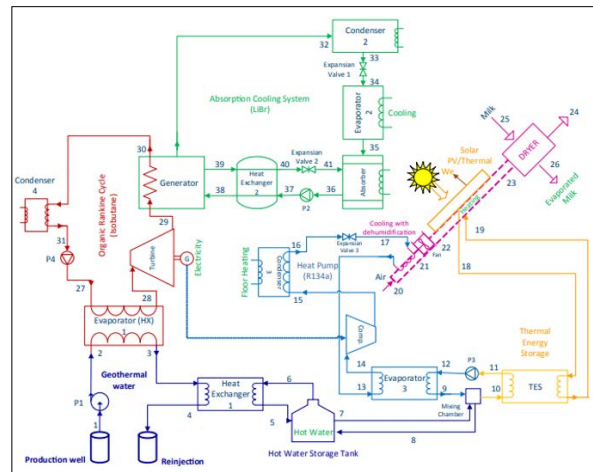 Condenser
2
32
33
Expansian
Valve 1
34
Absorption Cooling System
(LiBr)
Evaporator
2
Cooling
35
Milk
25
24
DRYER
26
Evaporated
Milk
23
Solar
PV/Thermal
30
Generator
39
Heat
Exchanger
2
40
Expansian
Valve 2
41
Absorber
38
37
P2
36
Condenser
4
Organic Rankine Cycle
(isobutane)
31
P4
29
Turbine
G
Electricity
27
28
Cooling with
dehumidification
17
16
Expansian
Valve 3
Floor Heating
Condenser
3
Heat Pump
(R134a)
15
Air
20
21
22
Fan
19
18
Comp.
Evaporator (HX)
1
2
3
Geothermal
water
P1
1
Production well
Reinjection
4
Heat
Exchanger
1
5
6
Hot Water
7
8
Hot Water Storage Tank
14
13
Evaporator
3
12
9
P3
11
10
Mixing
Chamber
Thermal
Energy
Storage
TES